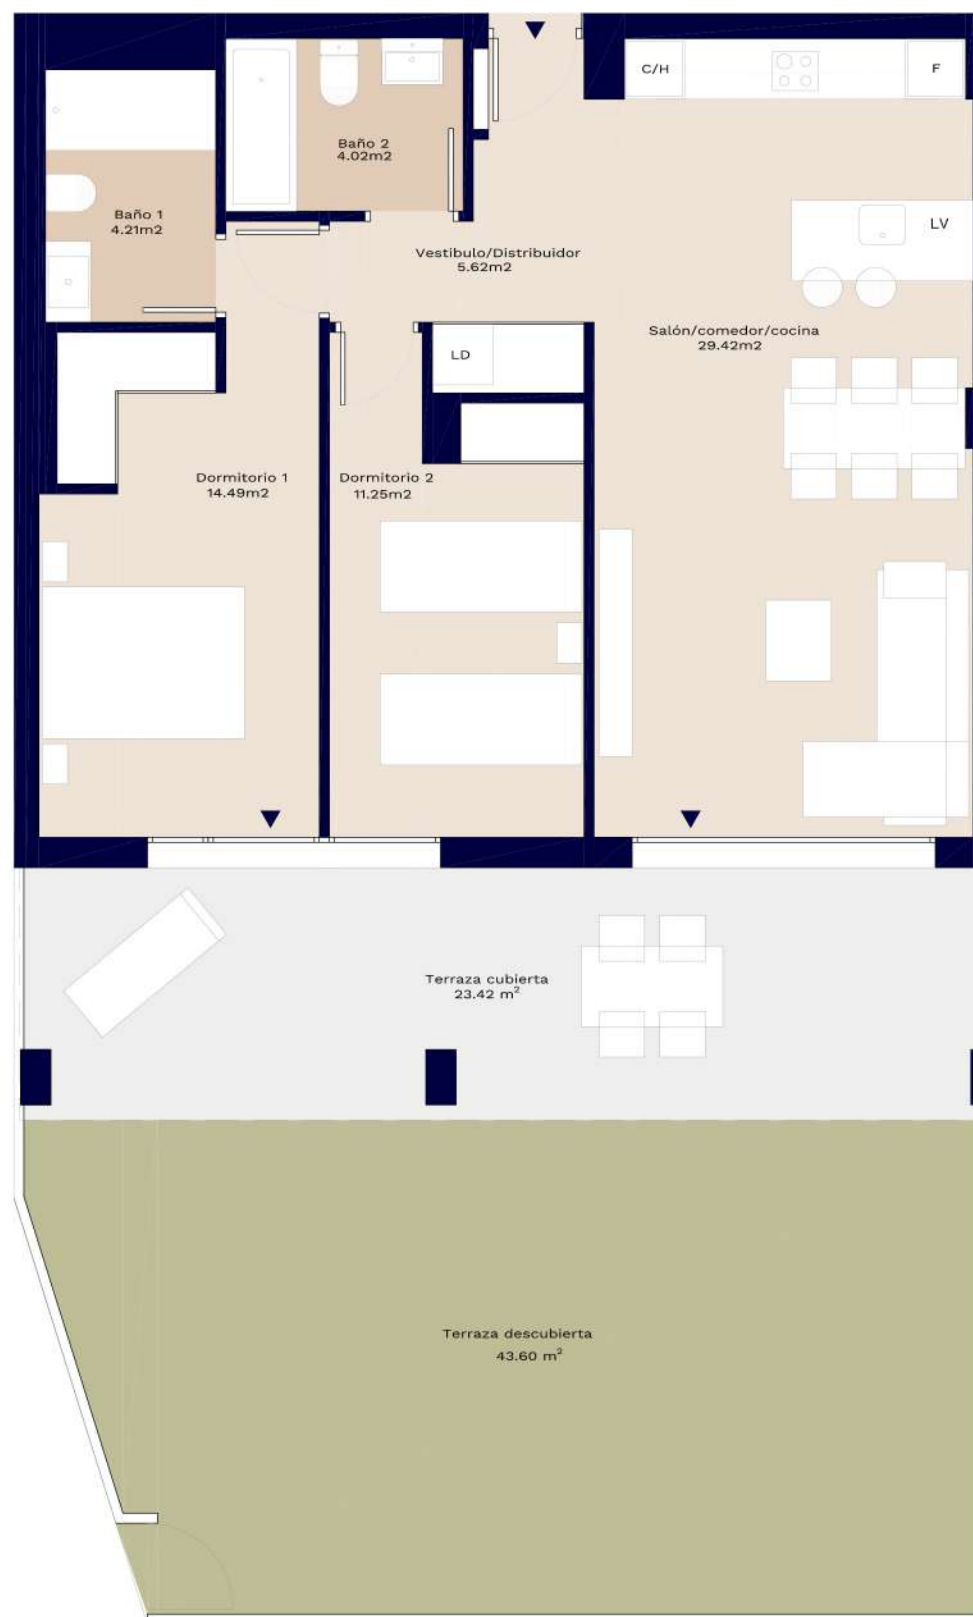 C/H
F
Baño 2
4.02m2
Baño 1
4.21m2
LV
Vestibulo/Distribuidor
5.62m2
Salón/comedor/cocina
29.42m2
LD
Dormitorio 1
14.49m2
Dormitorio 2
11.25m2
Terraza cubierta
23.42 m²
Terraza descubierta
43.60 m²